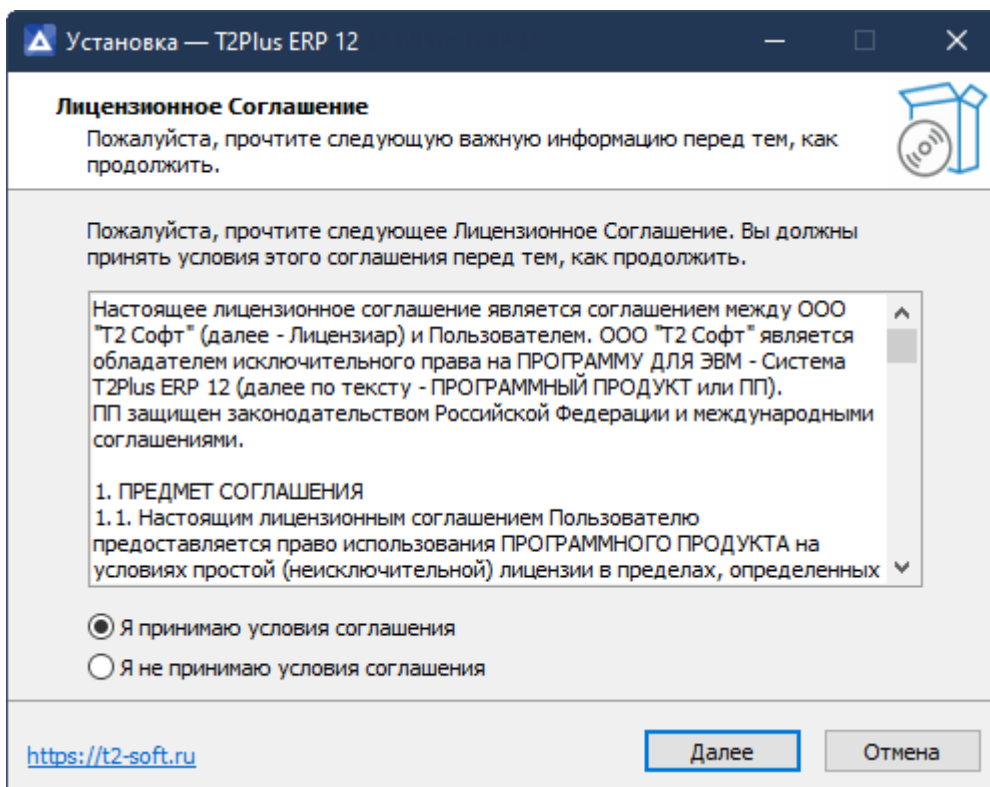 Установка — T2Plus ERP 12
Лицензионное Соглашение
Пожалуйста, прочтите следующую важную информацию перед тем, как
продолжить.
Пожалуйста, прочтите следующее Лицензионное Соглашение. Вы должны
принять условия этого соглашения перед тем, как продолжить.
Настоящее лицензионное соглашение является соглашением между ООО
"Т2 Софт" (далее - Лицензиар) и Пользователем. ООО "Т2 Софт" является
обладателем исключительного права на ПРОГРАММУ ДЛЯ ЭВМ - Система
T2Plus ERP 12 (далее по тексту - ПРОГРАММНЫЙ ПРОДУКТ или ПП).
ПП защищен законодательством Российской Федерации и международными
соглашениями.
1. ПРЕДМЕТ СОГЛАШЕНИЯ
1.1. Настоящим лицензионным соглашением Пользователю
предоставляется право использования ПРОГРАММНОГО ПРОДУКТА на
условиях простой (неисключительной) лицензии в пределах, определенных
Я принимаю условия соглашения
Я не принимаю условия соглашения
https://t2-soft.ru
Далее
Отмена